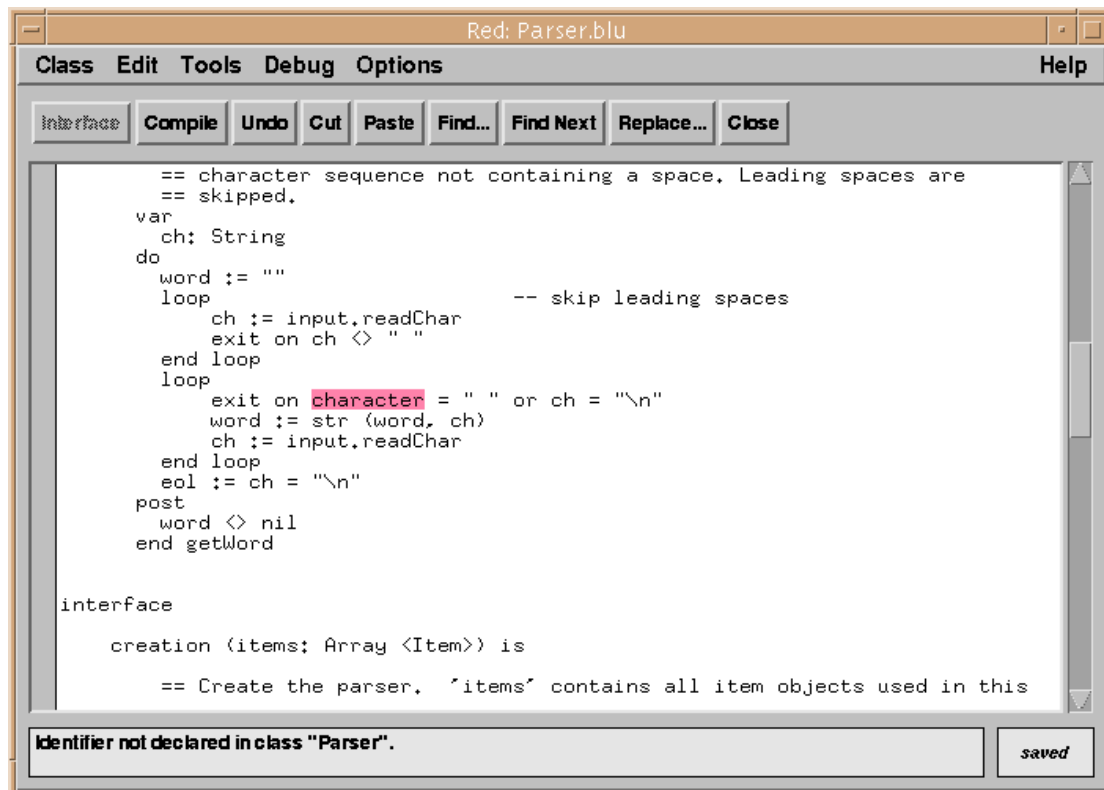 Red: Parser.blu
Class Edit Tools Debug Options Help
Interface Compile Undo Cut Paste Find... Find Next Replace... Close
== character sequence not containing a space. Leading spaces are
== skipped.
var
ch: String
do
word := ""
loop -- skip leading spaces
ch := input.readChar
exit on ch <> " "
end loop
loop
exit on character = " " or ch = "\n"
word := str (word, ch)
ch := input.readChar
end loop
eol := ch = "\n"
post
word <> nil
end getWord
interface
creation (items: Array <Item>) is
== Create the parser. ´items´ contains all item objects used in this
Identifier not declared in class "Parser".
saved